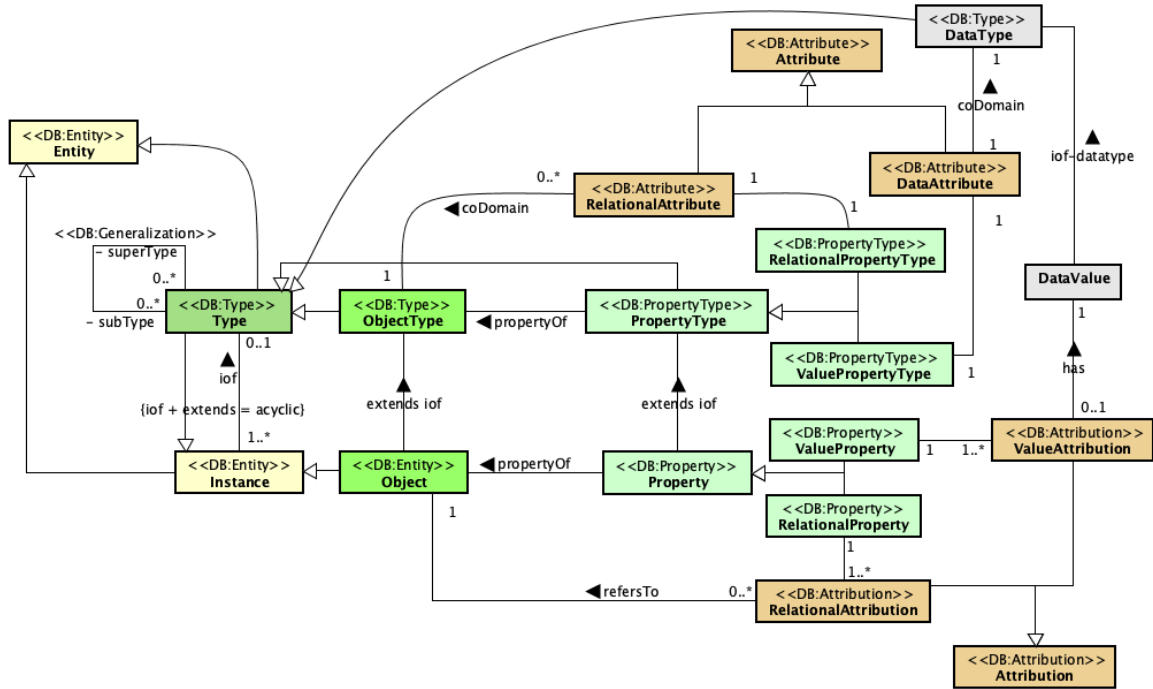 <<DB:Type>>
DataType
1
coDomain
1
<<DB:Attribute>>
Attribute
<<DB:Entity>>
Entity
iof-datatype
<<DB:Attribute>>
DataAttribute
1
0..*
<<DB:Attribute>>
RelationalAttribute
1
coDomain
1
<<DB:Generalization>>
- superType
0..*
0..*
- subType
<<DB:PropertyType>>
RelationalPropertyType
DataValue
1
<<DB:Type>>
Type
0..1
1
<<DB:Type>>
ObjectType
propertyOf
<<DB:PropertyType>>
PropertyType
<<DB:PropertyType>>
ValuePropertyType
1
has
iof
{iof + extends = acyclic}
1..*
extends iof
extends iof
0..1
<<DB:Entity>>
Instance
<<DB:Entity>>
Object
1
propertyOf
<<DB:Property>>
Property
<<DB:Property>>
ValueProperty
1
1..*
<<DB:Attribution>>
ValueAttribution
<<DB:Property>>
RelationalProperty
1
1..*
refersTo
0..*
<<DB:Attribution>>
RelationalAttribution
<<DB:Attribution>>
Attribution